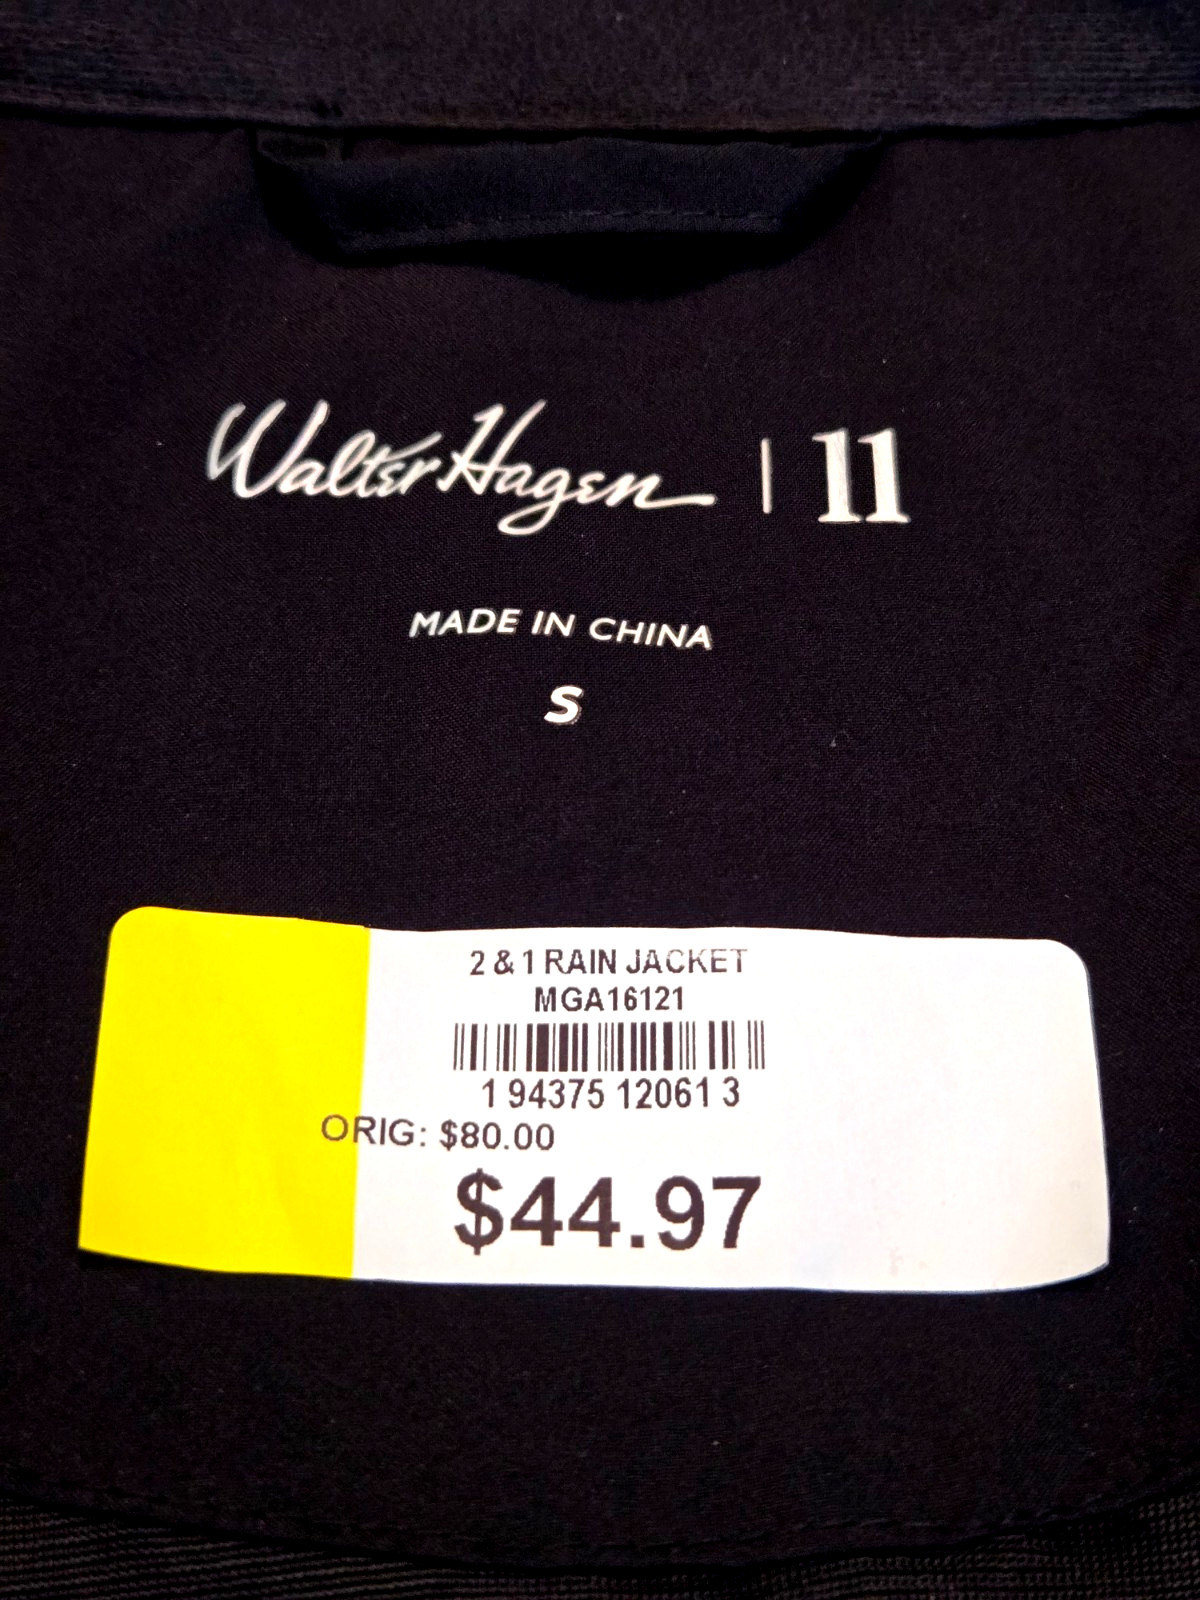 Walter Hagen | 11
MADE IN CHINA
S
2 & 1 RAIN JACKET
MGA16121
1 94375 12061 3
ORIG: $80.00
$44.97